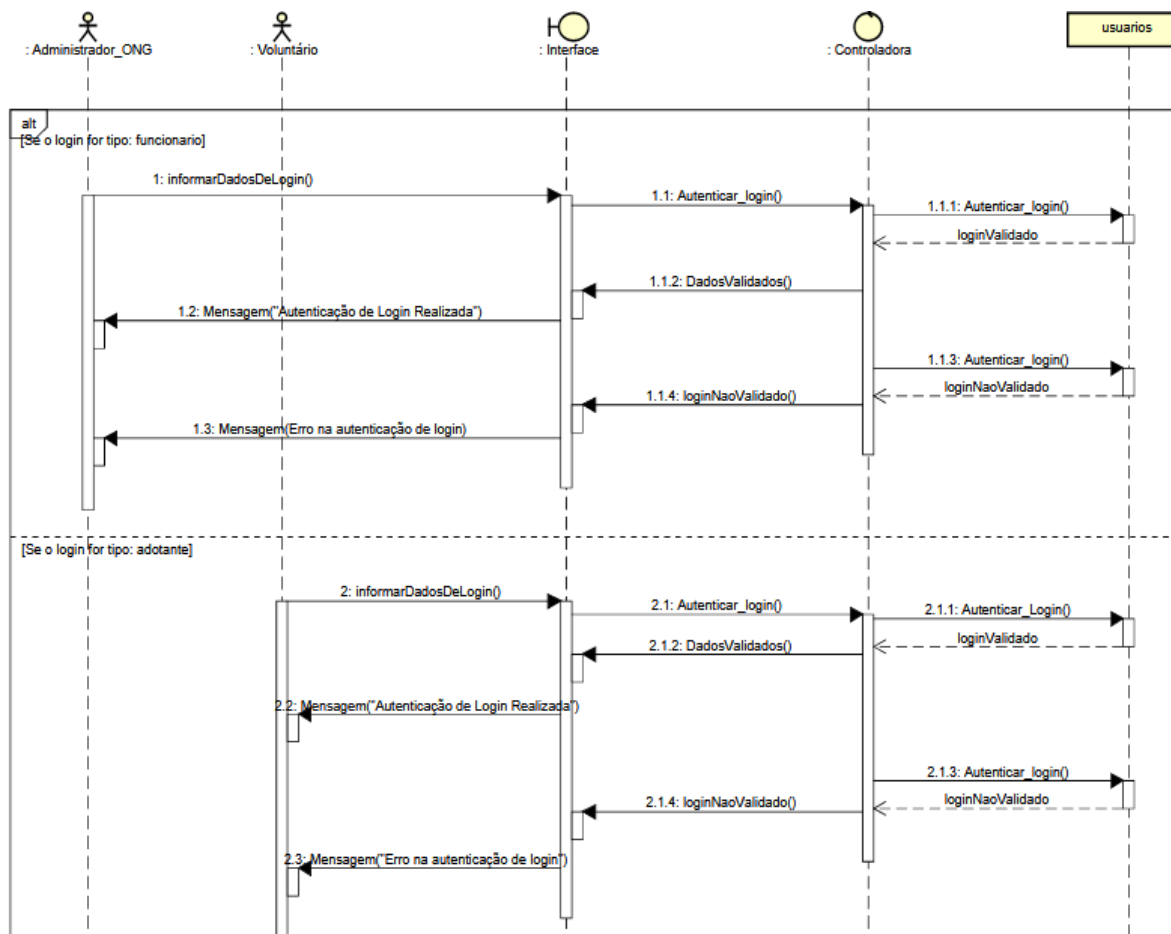 : Administrador_ONG
: Voluntário
: Interface
: Controladora
usuarios
alt
[Se o login for tipo: funcionario]
1: informarDadosDeLogin()
1.1: Autenticar_login()
1.1.1: Autenticar_login()
loginValidado
1.1.2: DadosValidados()
1.2: Mensagem("Autenticação de Login Realizada")
1.1.3: Autenticar_login()
loginNaoValidado
1.1.4: loginNaoValidado()
1.3: Mensagem(Erro na autenticação de login)
[Se o login for tipo: adotante]
2: informarDadosDeLogin()
2.1: Autenticar_login()
2.1.1: Autenticar_Login()
loginValidado
2.1.2: DadosValidados()
2.2: Mensagem("Autenticação de Login Realizada")
2.1.3: Autenticar_login()
loginNaoValidado
2.1.4: loginNaoValidado()
2.3: Mensagem("Erro na autenticação de login")